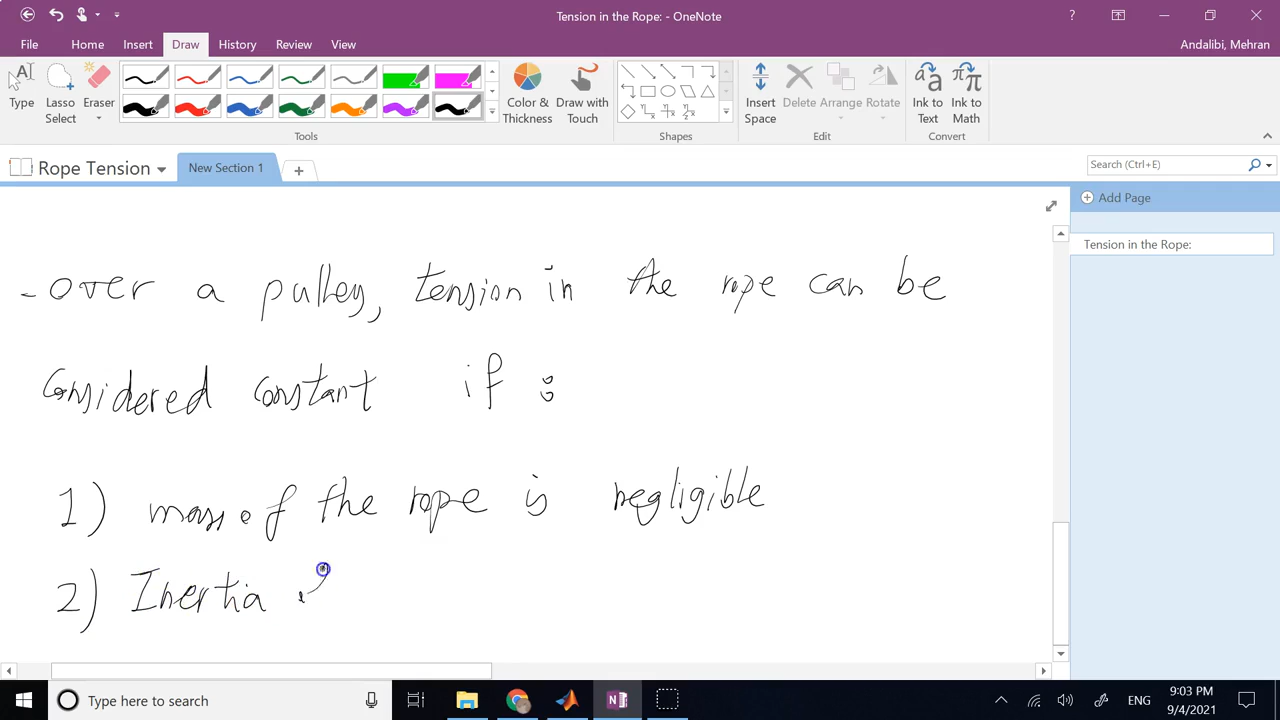 Tension in the Rope: - OneNote
?
Andalibi, Mehran
File Home Insert Draw History Review View
Type
Lasso Select
Eraser
Color & Thickness
Draw with Touch
Insert Space
Delete
Arrange
Rotate
Ink to Text
Ink to Math
Tools
Shapes
Edit
Convert
Rope Tension
New Section 1
+
Search (Ctrl+E)
Add Page
Tension in the Rope:
- over a pulley, tension in the rope can be
considered constant if :
1) mass of the rope is negligible
2) Inertia
Type here to search
ENG
9:03 PM
9/4/2021